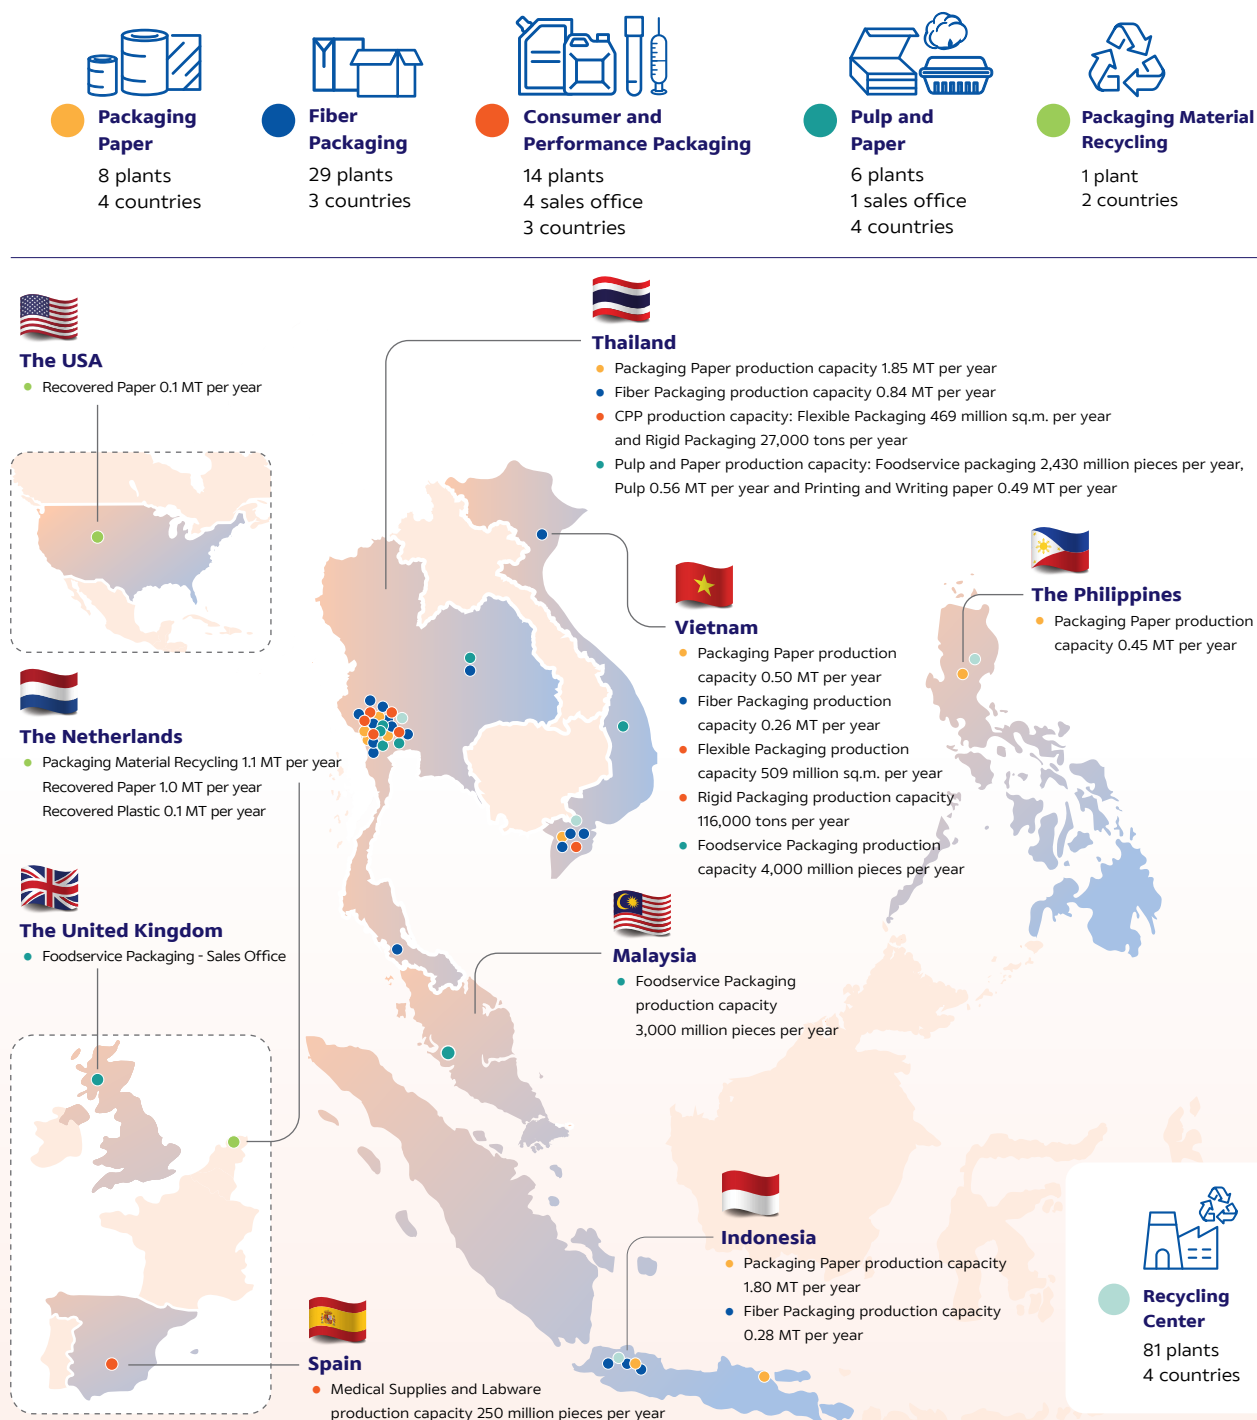 Packaging
Paper
8 plants
4 countries
Fiber
Packaging
29 plants
3 countries
Consumer and
Performance Packaging
14 plants
4 sales office
3 countries
Pulp and
Paper
6 plants
1 sales office
4 countries
Packaging Material
Recycling
1 plant
2 countries
The USA
Recovered Paper 0.1 MT per year
Thailand
Packaging Paper production capacity 1.85 MT per year
Fiber Packaging production capacity 0.84 MT per year
CPP production capacity: Flexible Packaging 469 million sq.m. per year
and Rigid Packaging 27,000 tons per year
Pulp and Paper production capacity: Foodservice packaging 2,430 million pieces per year,
Pulp 0.56 MT per year and Printing and Writing paper 0.49 MT per year
The Philippines
Packaging Paper production
capacity 0.45 MT per year
Vietnam
Packaging Paper production
capacity 0.50 MT per year
Fiber Packaging production
capacity 0.26 MT per year
Flexible Packaging production
capacity 509 million sq.m. per year
Rigid Packaging production capacity
116,000 tons per year
Foodservice Packaging production
capacity 4,000 million pieces per year
The Netherlands
Packaging Material Recycling 1.1 MT per year
Recovered Paper 1.0 MT per year
Recovered Plastic 0.1 MT per year
The United Kingdom
Foodservice Packaging - Sales Office
Malaysia
Foodservice Packaging
production capacity
3,000 million pieces per year
Indonesia
Packaging Paper production capacity
1.80 MT per year
Fiber Packaging production capacity
0.28 MT per year
Spain
Medical Supplies and Labware
production capacity 250 million pieces per year
Recycling
Center
81 plants
4 countries